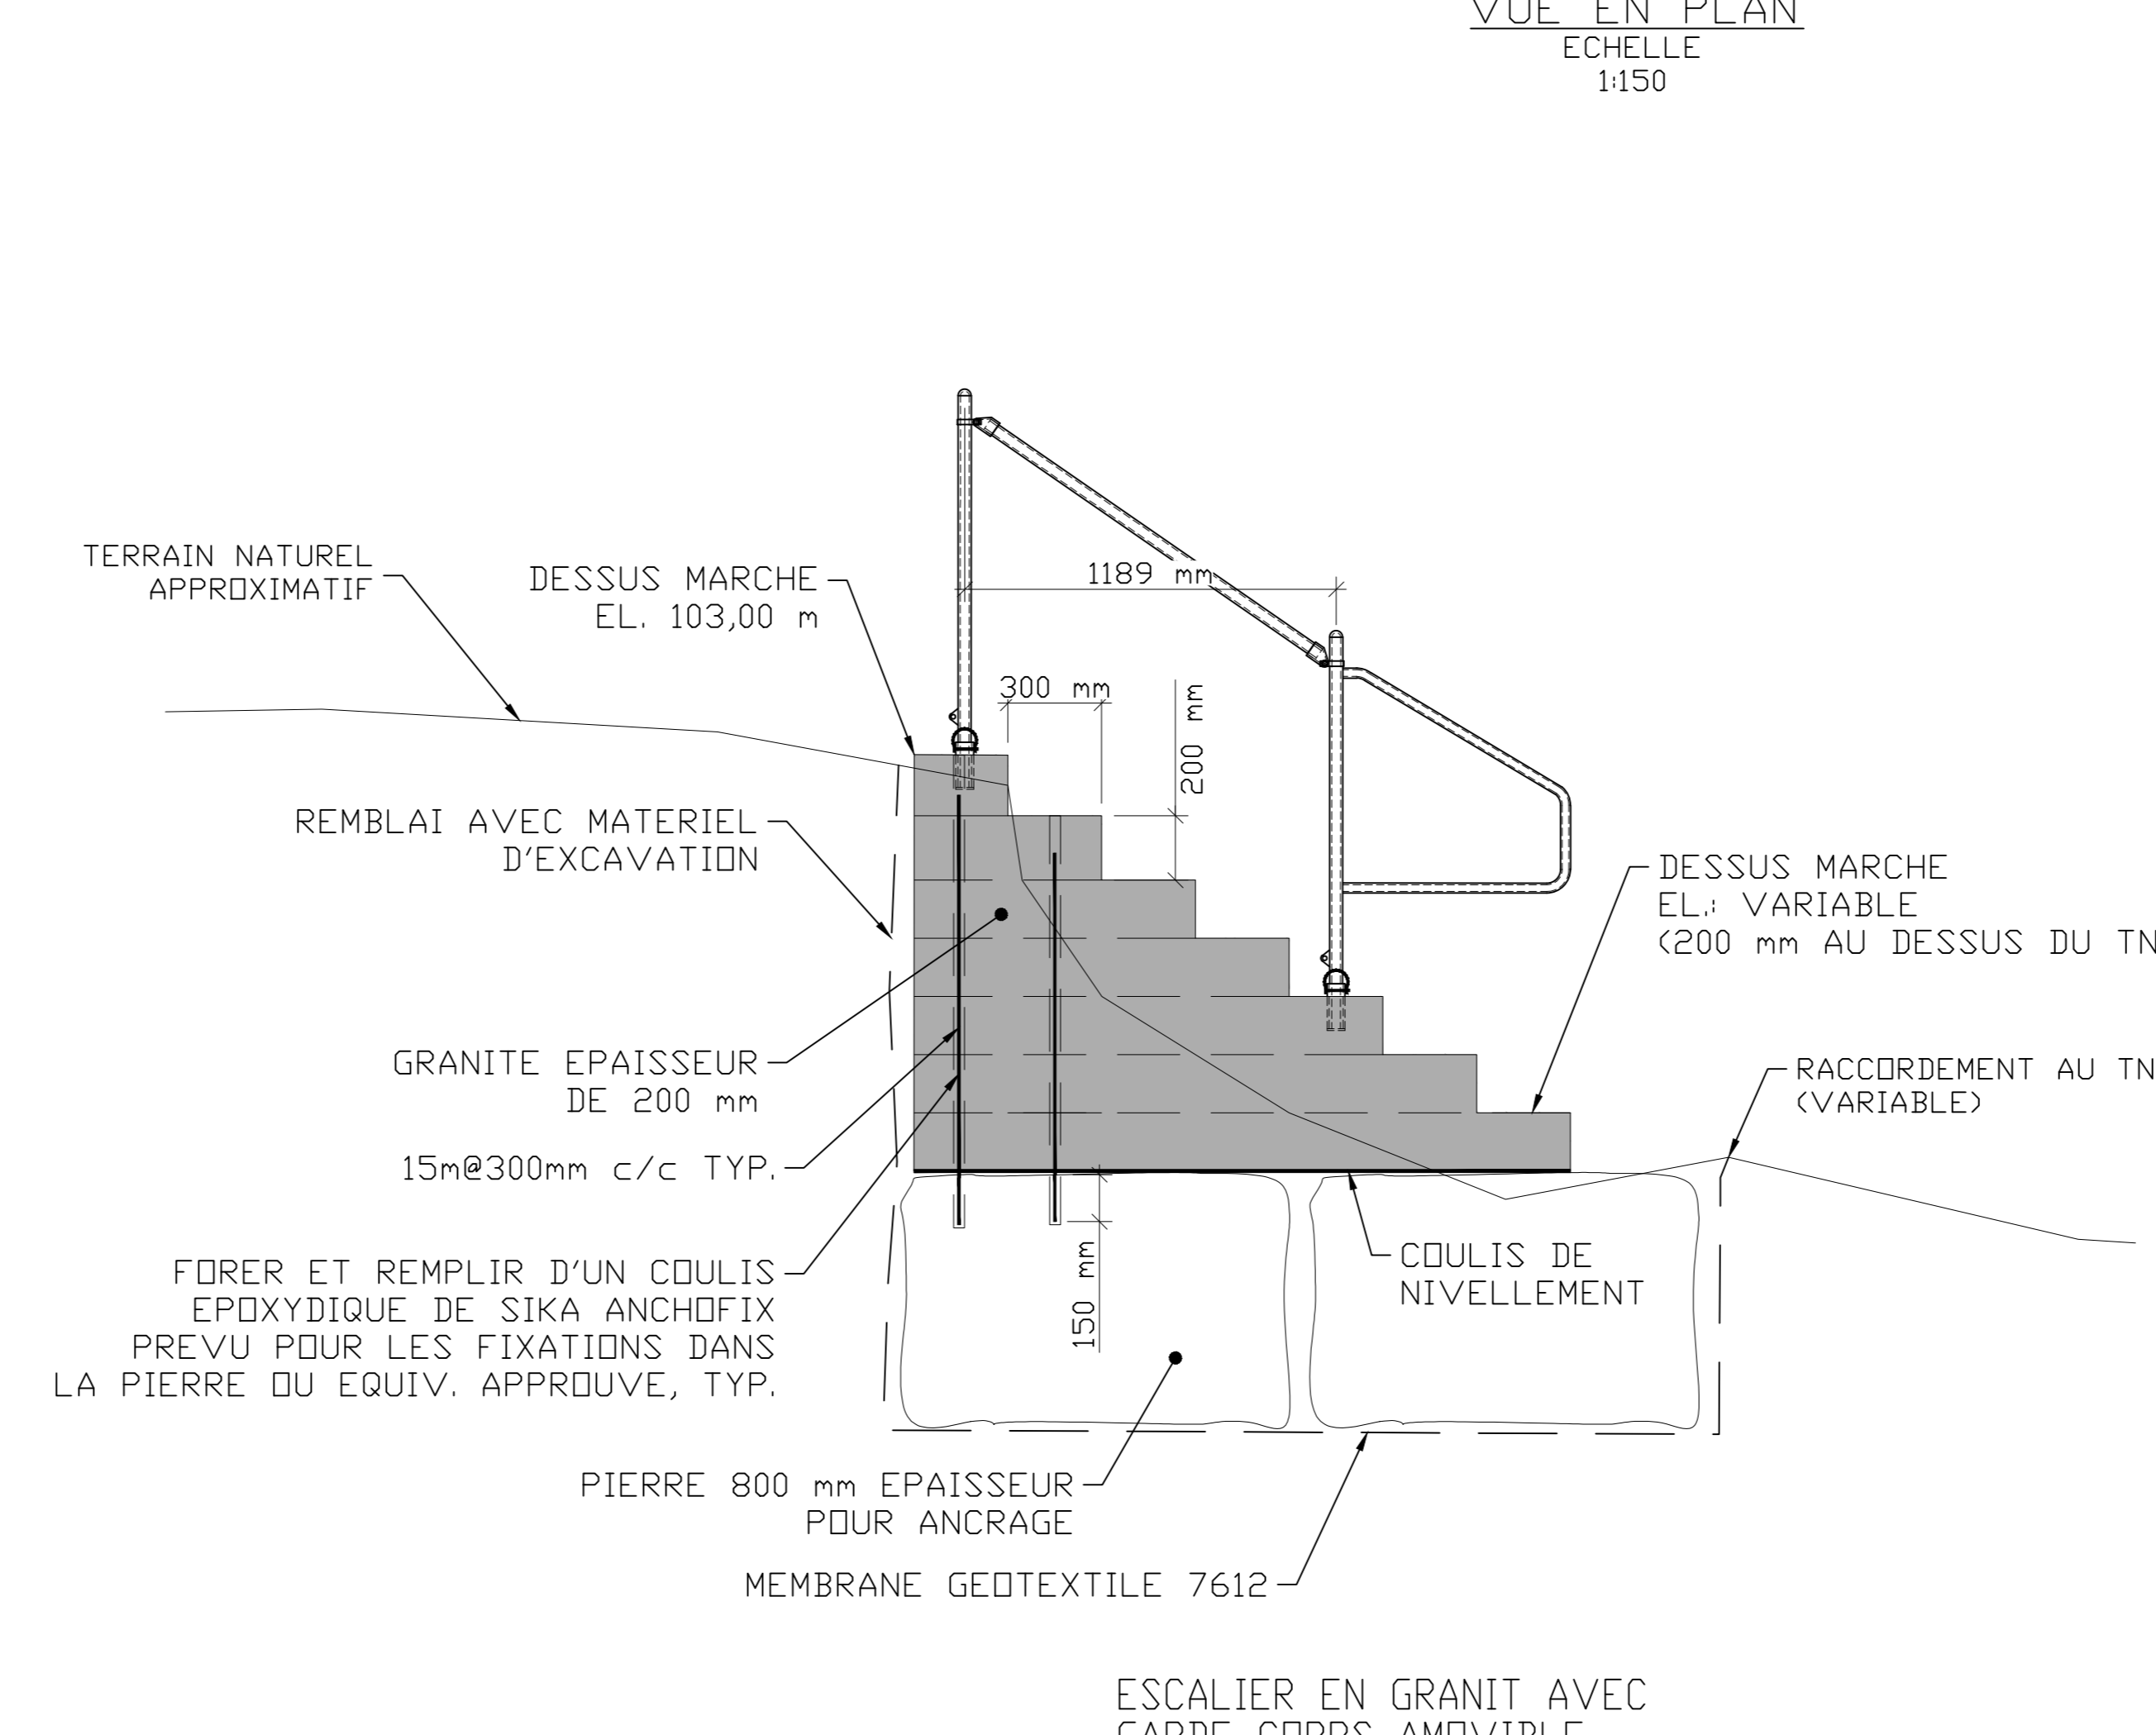 VUE EN PLAN
ECHELLE
1:150
TERRAIN NATUREL
APPROXIMATIF
DESSUS MARCHE
EL. 103,00 m
1189 mm
300 mm
200 mm
REMBLAI AVEC MATERIEL
D'EXCAVATION
DESSUS MARCHE
EL.: VARIABLE
(200 mm AU DESSUS DU TN
GRANITE EPAISSEUR
DE 200 mm
RACCORDEMENT AU TN
(VARIABLE)
15m@300mm c/c TYP.
FORER ET REMPLIR D'UN COULIS
EPOXYDIQUE DE SIKA ANCHOFIX
PREVU POUR LES FIXATIONS DANS
LA PIERRE OU EQUIV. APPROUVE, TYP.
COULIS DE
NIVELLEMENT
150 mm
PIERRE 800 mm EPAISSEUR
POUR ANCRAGE
MEMBRANE GEOTEXTILE 7612
ESCALIER EN GRANIT AVEC
GARDE CORPS AMOVIBLE